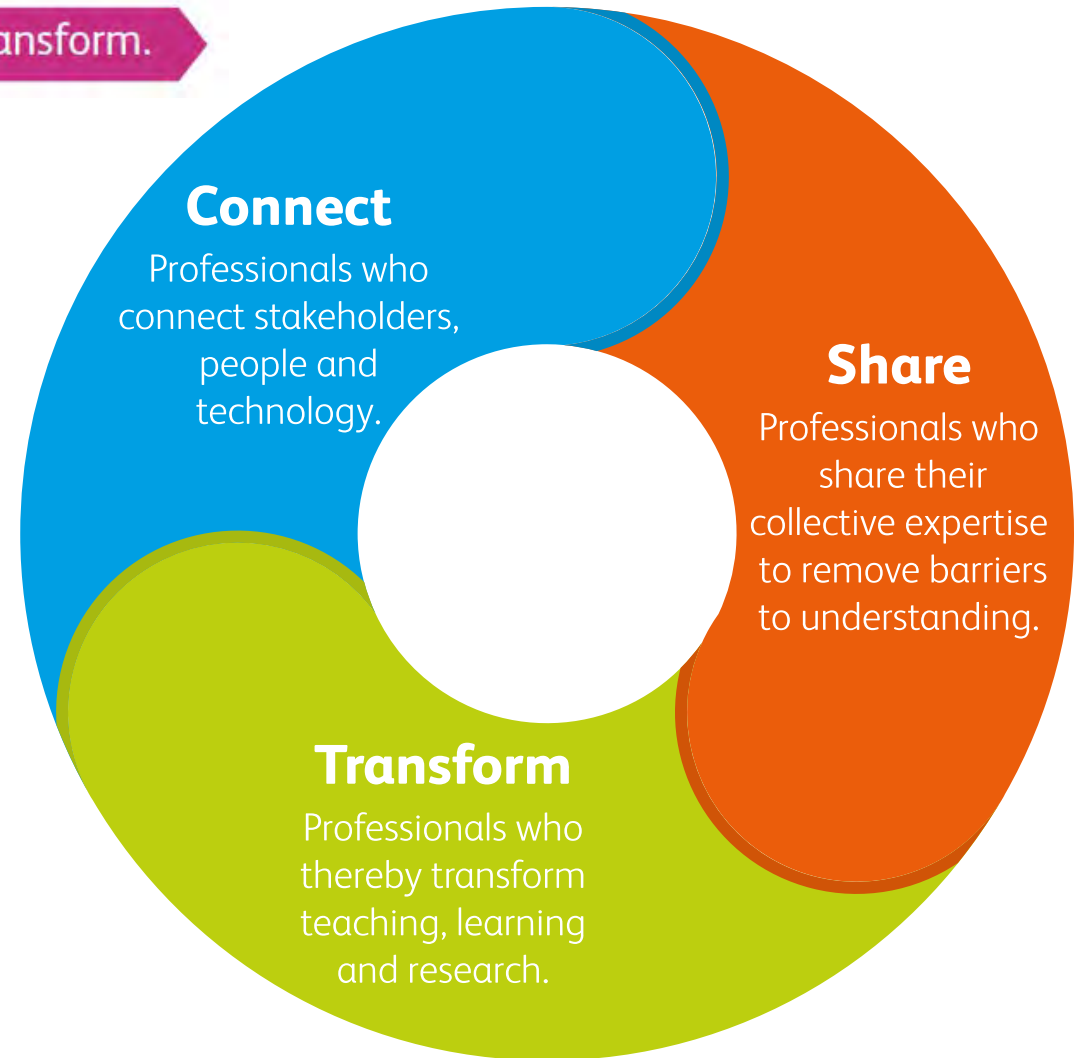 ansform.
Connect
Professionals who
connect stakeholders,
people and
technology.
Share
Professionals who
share their
collective expertise
to remove barriers
to understanding.
Transform
Professionals who
thereby transform
teaching, learning
and research.